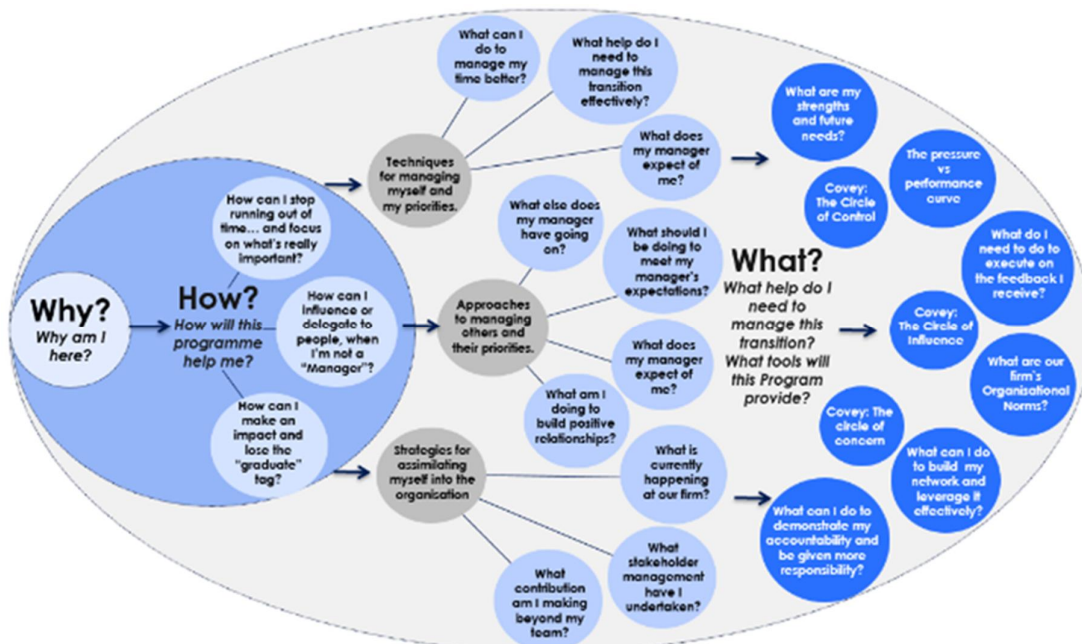 What can I
do to
manage my
time better?
What help do I
need to
manage this
transition
effectively?
What does
my manager
expect of
me?
Techniques
for managing
myself and
my priorities.
How can I stop
running out of
time... and focus
on what's really
important?
Why?
Why am I
here?
How?
How will this
programme
help me?
How can I
influence or
delegate to
people, when
I'm not a
"Manager"?
How can I
make an
impact and
lose the
"graduate"
tag?
What else does
my manager
have going
on?
What should I
be doing to
meet my
manager's
expectations?
Approaches
to managing
others and
their priorities.
What does
my manager
expect of
me?
What am I
doing to
build positive
relationships?
Strategies for
assimilating
myself into the
organisation
What is
currently
happening
at our firm?
What
stakeholder
management
have I
undertaken?
What
contribution
am I making
beyond my
team?
What?
What help do I
need to
manage this
transition?
What tools will
this Program
provide?
What are my
strengths
and future
needs?
The pressure
vs
performance
curve
Covey:
The Circle
of Control
What do I
need to do to
execute on
the feedback I
receive?
Covey:
The Circle of
Influence
What are our
firm's
Organisational
Norms?
Covey: The
circle of
concern
What can I do
to build my
network and
leverage it
effectively?
What can I do to
demonstrate my
accountability and
be given more
responsibility?